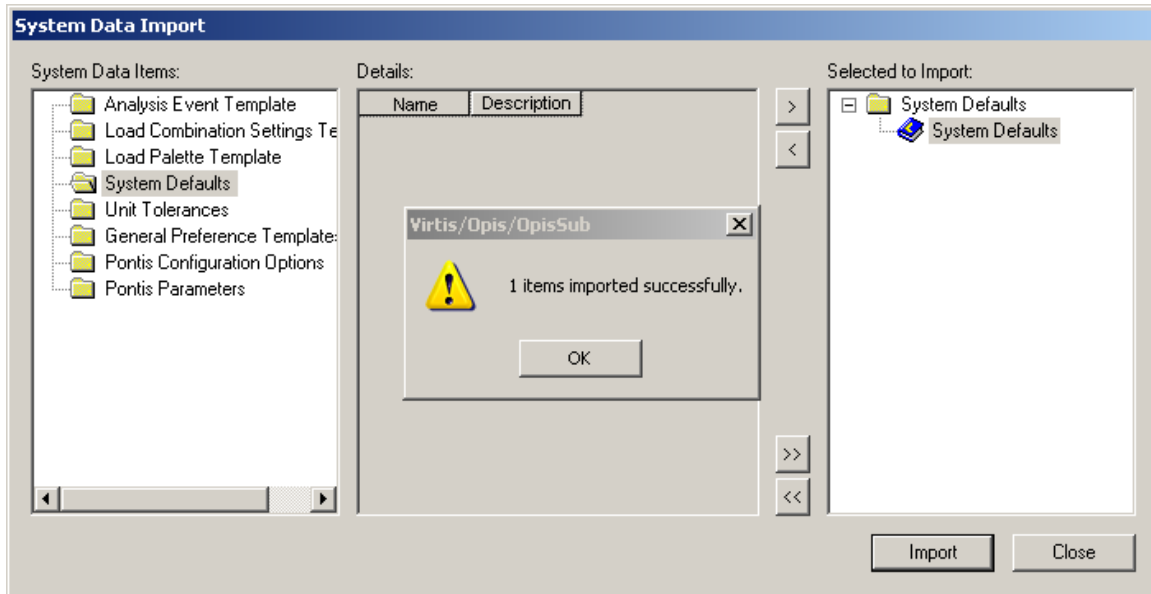 System Data Import
System Data Items:
Analysis Event Template
Load Combination Settings Te
Load Palette Template
System Defaults
Unit Tolerances
General Preference Template:
Pontis Configuration Options
Pontis Parameters
Details:
Name Description
Virtis/Opis/OpisSub
1 items imported successfully.
OK
>
<
>>
<<
Selected to Import:
System Defaults
System Defaults
Import Close